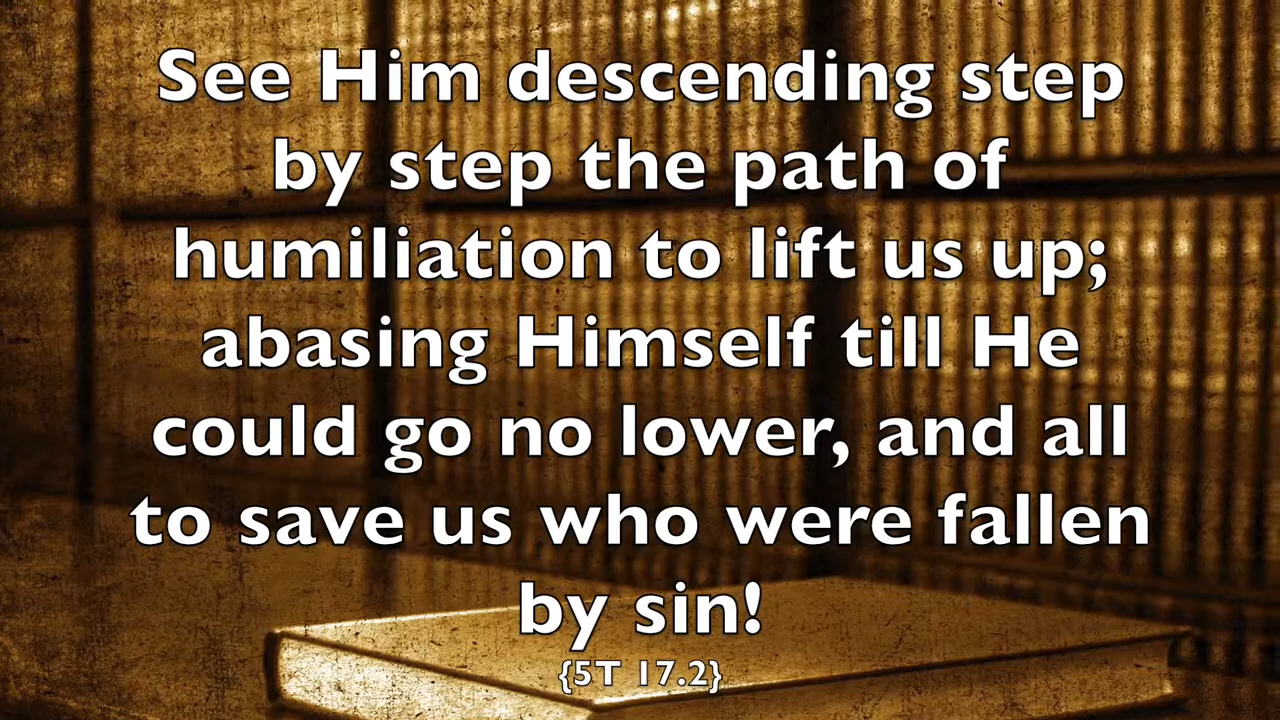 See Him descending step
by step the path of
humiliation to lift us up;
abasing Himself till He
could go no lower, and all
to save us who were fallen
by sin!
{5T 17.2}